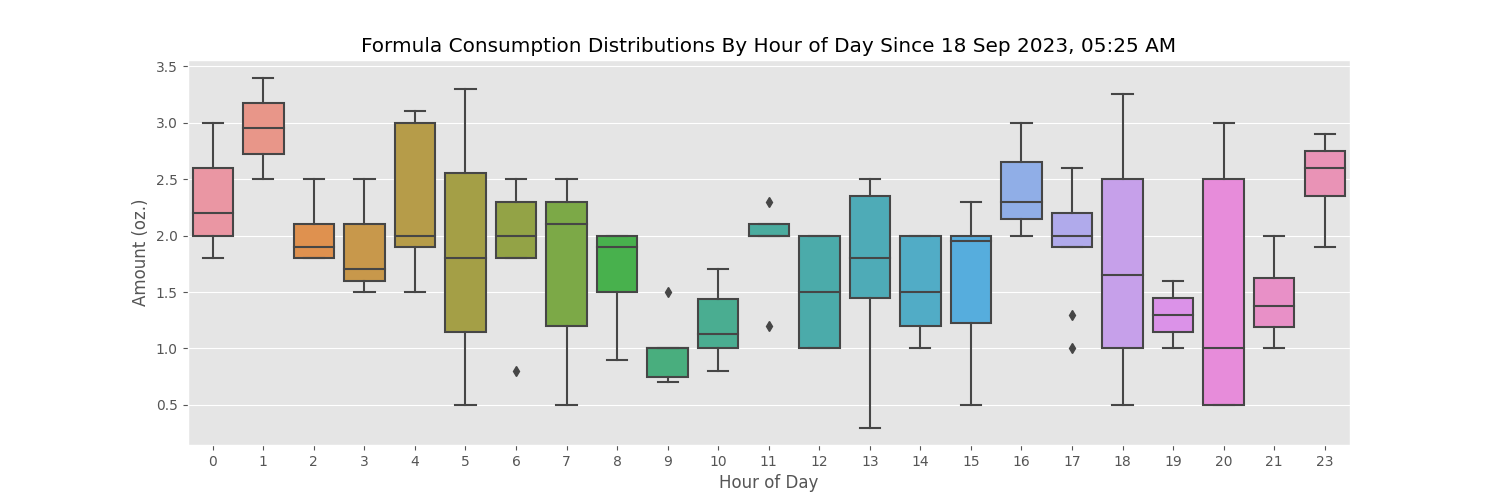 Formula Consumption Distributions By Hour of Day Since 18 Sep 2023, 05:25 AM
3.5
3.0
2.5
2.0
1.5
1.0
0.5
Amount (oz.)
0 1 2 3 4 5 6 7 8 9 10 11 12 13 14 15 16 17 18 19 20 21 23
Hour of Day